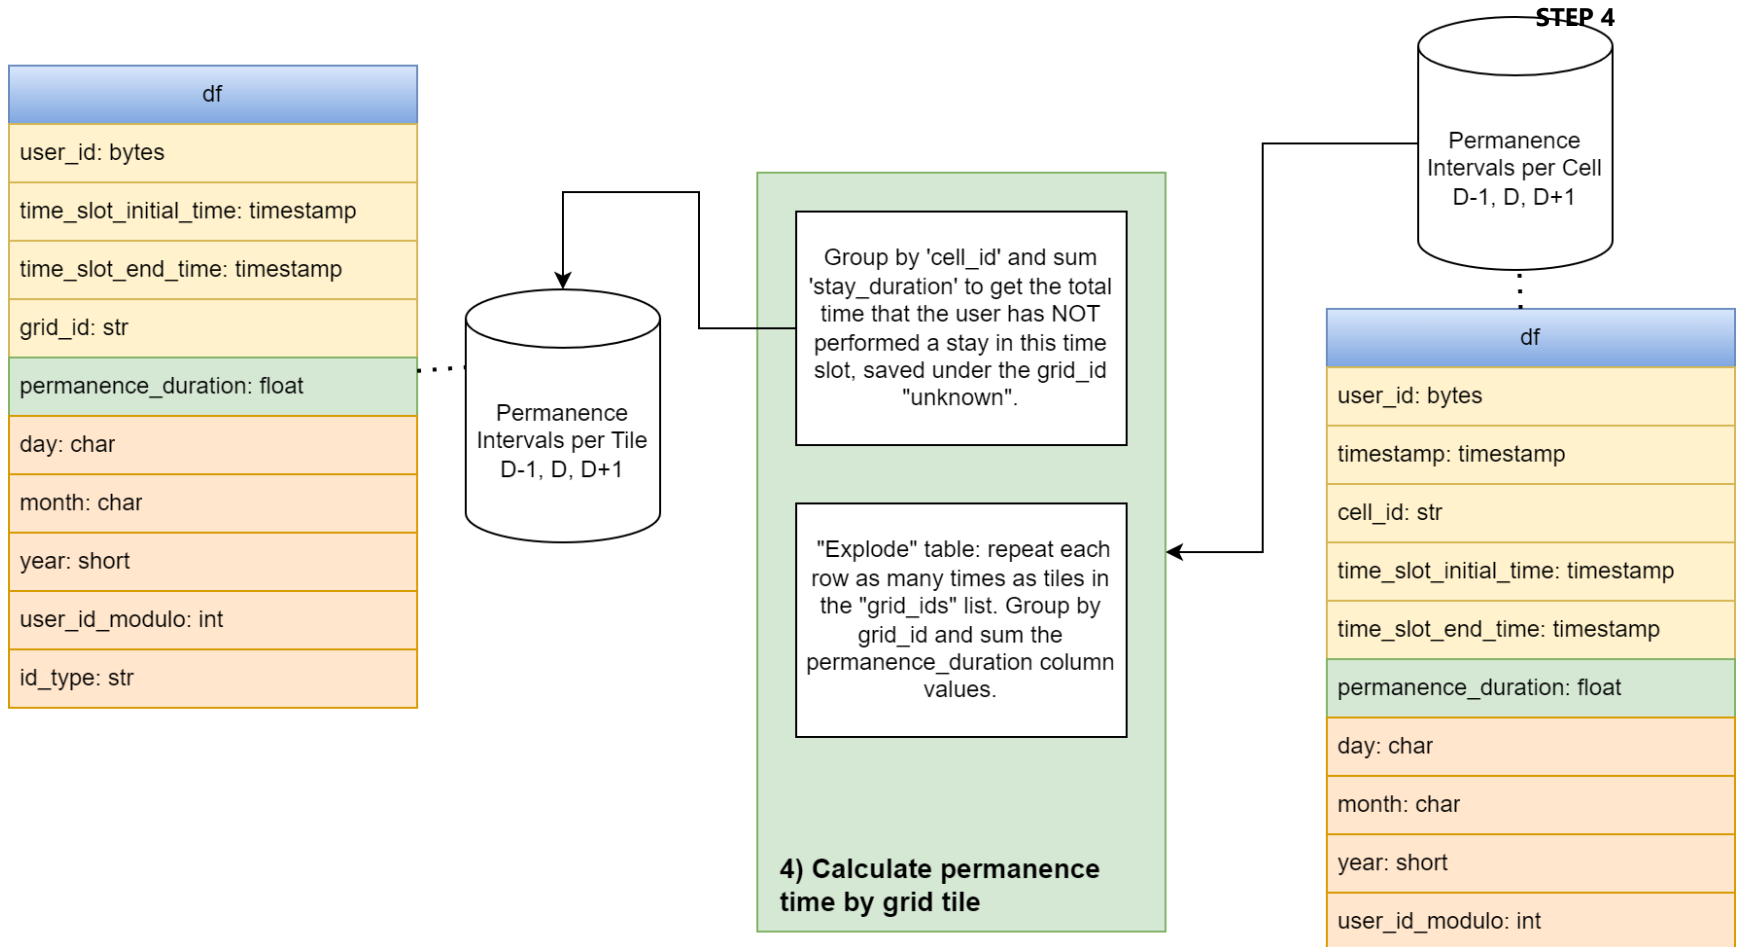 STEP 4
df
user_id: bytes
time_slot_initial_time: timestamp
time_slot_end_time: timestamp
grid_id: str
permanence_duration: float
day: char
month: char
year: short
user_id_modulo: int
id_type: str
Permanence
Intervals per Tile
D-1, D, D+1
Group by 'cell_id' and sum
'stay_duration' to get the total
time that the user has NOT
performed a stay in this time
slot, saved under the grid_id
"unknown".
"Explode" table: repeat each
row as many times as tiles in
the "grid_ids" list. Group by
grid_id and sum the
permanence_duration column
values.
4) Calculate permanence
time by grid tile
Permanence
Intervals per Cell
D-1, D, D+1
df
user_id: bytes
timestamp: timestamp
cell_id: str
time_slot_initial_time: timestamp
time_slot_end_time: timestamp
permanence_duration: float
day: char
month: char
year: short
user_id_modulo: int